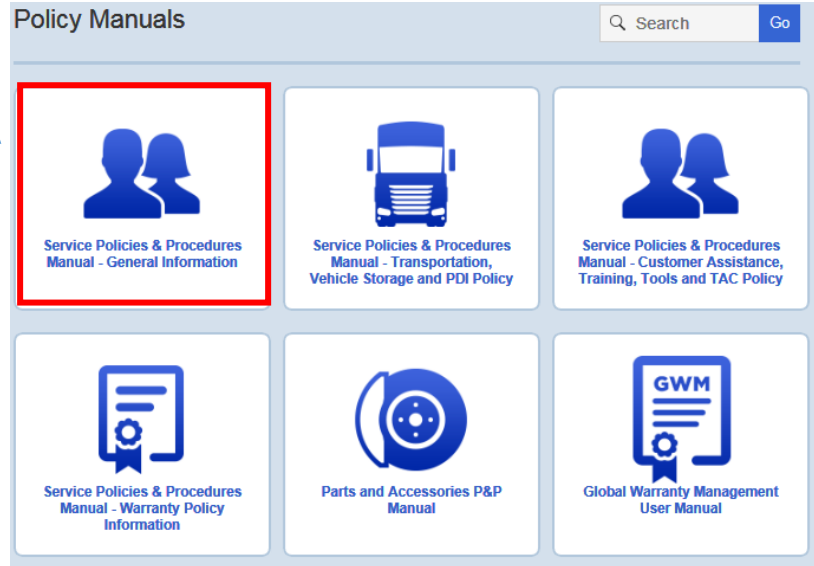 Policy Manuals
Search
Go
Service Policies & Procedures
Manual - General Information
Service Policies & Procedures
Manual - Transportation,
Vehicle Storage and PDI Policy
Service Policies & Procedures
Manual - Customer Assistance,
Training, Tools and TAC Policy
Service Policies & Procedures
Manual - Warranty Policy
Information
Parts and Accessories P&P
Manual
GWM
Global Warranty Management
User Manual